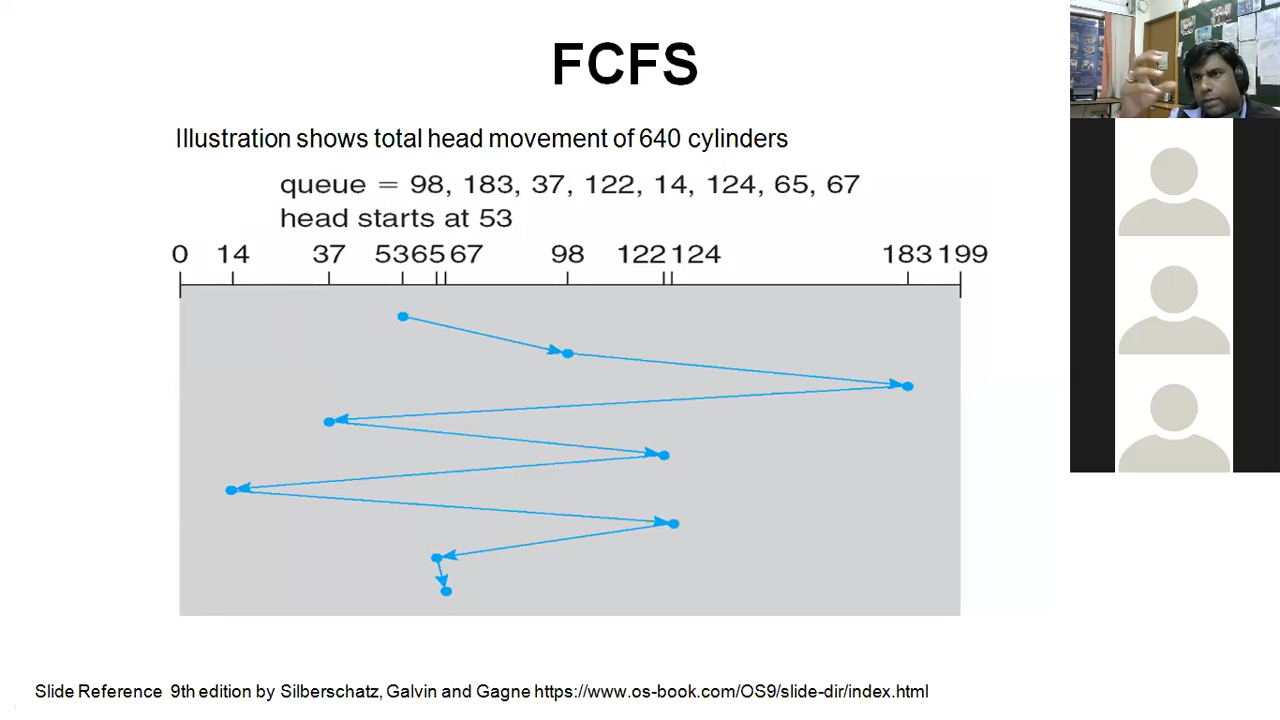 FCFS
Illustration shows total head movement of 640 cylinders
queue = 98, 183, 37, 122, 14, 124, 65, 67
head starts at 53
0 14 37 53 65 67 98 122 124 183 199
Slide Reference 9th edition by Silberschatz, Galvin and Gagne https://www.os-book.com/OS9/slide-dir/index.html